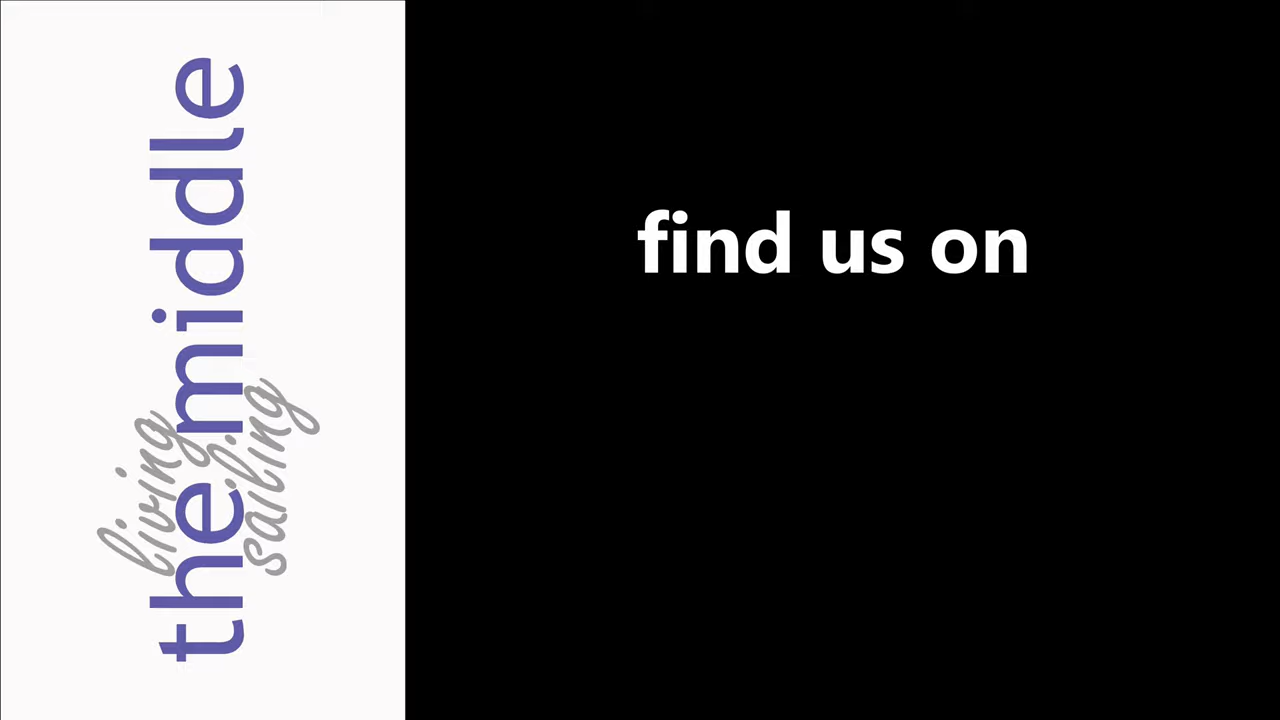 living
the middle
sailing
find us on